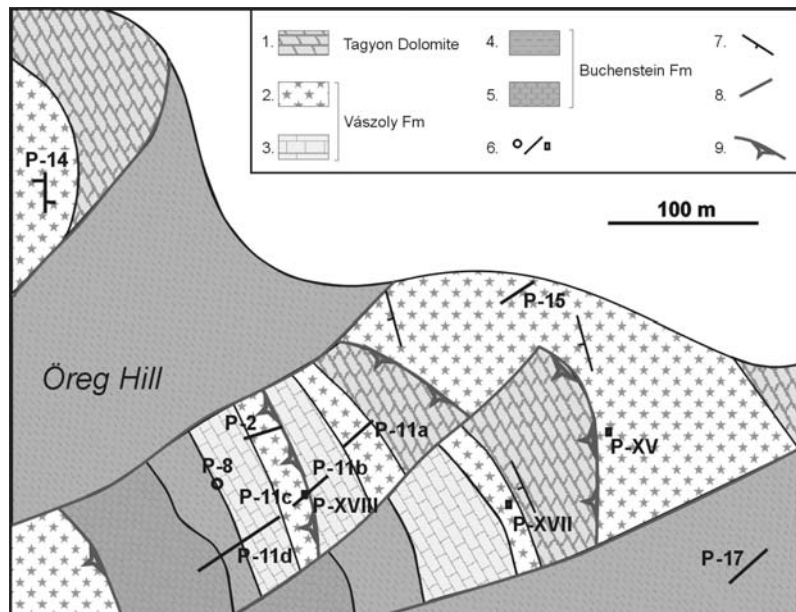 1.
Tagyon Dolomite
4.
Buchenstein Fm
7.
2.
Vászoly Fm
5.
8.
3.
6.
9.
100 m
P-14
P-15
Öreg Hill
P-2
P-11a
P-XV
P-8
P-11b
P-11c
P-XVIII
P-XVII
P-11d
P-17